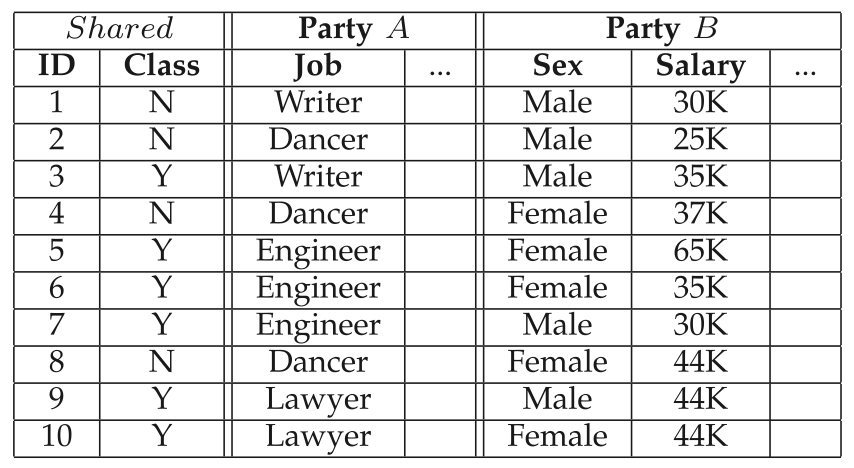 Shared Party A Party B
ID Class Job ... Sex Salary ...
1 N Writer Male 30K
2 N Dancer Male 25K
3 Y Writer Male 35K
4 N Dancer Female 37K
5 Y Engineer Female 65K
6 Y Engineer Female 35K
7 Y Engineer Male 30K
8 N Dancer Female 44K
9 Y Lawyer Male 44K
10 Y Lawyer Female 44K